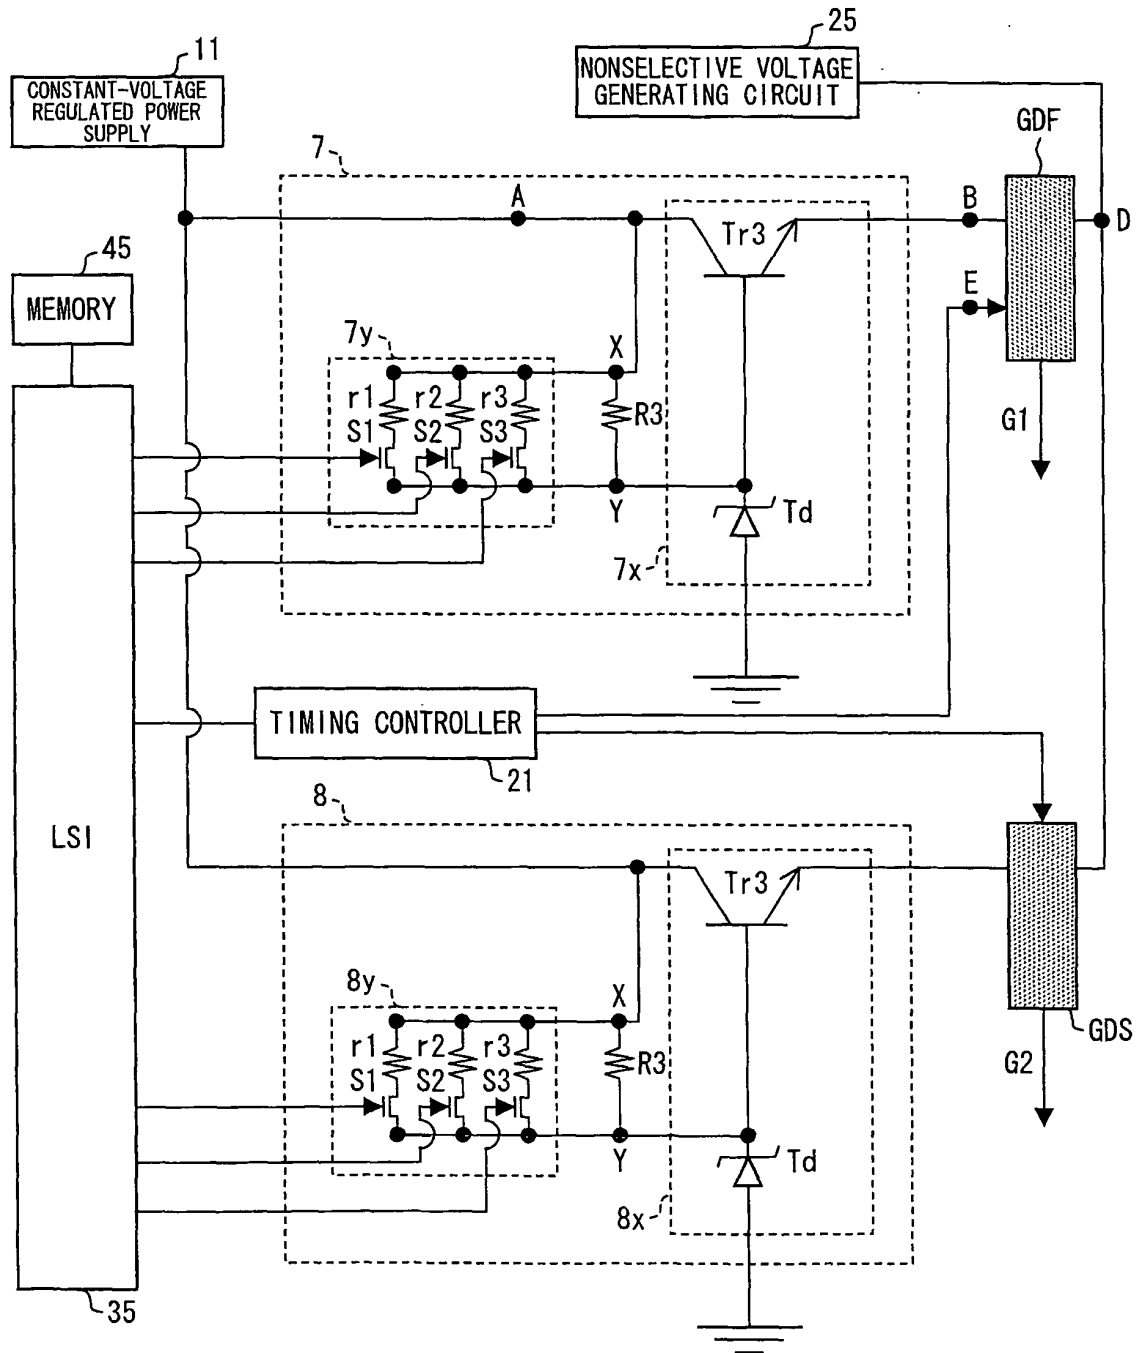 11
25
CONSTANT-VOLTAGE
REGULATED POWER
SUPPLY
NONSELECTIVE VOLTAGE
GENERATING CIRCUIT
GDF
7
A
B
D
Tr3
45
E
MEMORY
7y
X
r1 r2 r3
R3
S1 S2 S3
G1
Y
Td
7x
TIMING CONTROLLER
21
8
LSI
Tr3
8y
X
GDS
r1 r2 r3
R3
G2
S1 S2 S3
Y
Td
8x
35